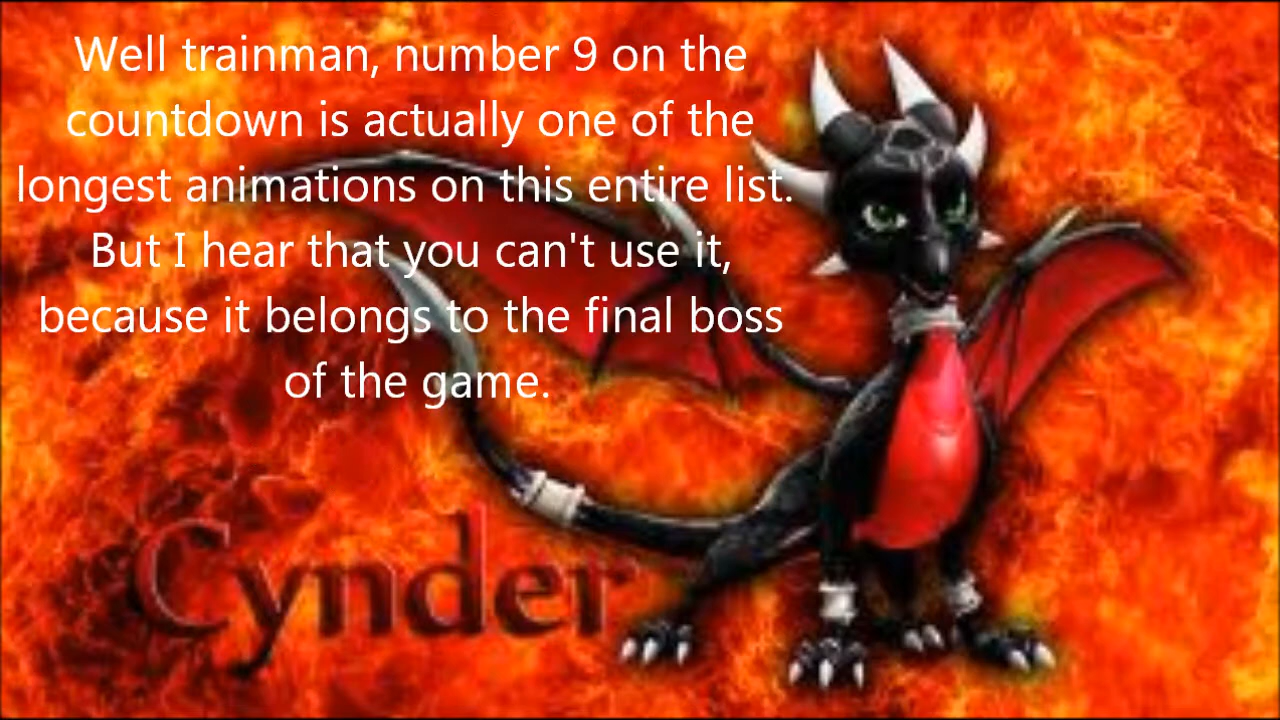 Well trainman, number 9 on the
countdown is actually one of the
longest animations on this entire list.
But I hear that you can't use it,
because it belongs to the final boss
of the game.
Cynder